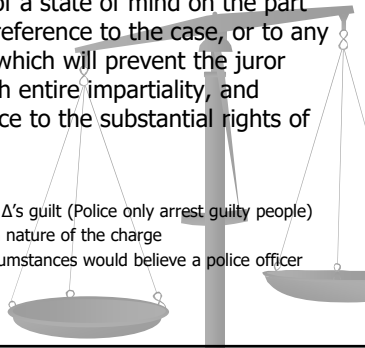 of a state of mind on the part
reference to the case, or to any
which will prevent the juror
h entire impartiality, and
ce to the substantial rights of
Δ’s guilt (Police only arrest guilty people)
nature of the charge
umstances would believe a police officer